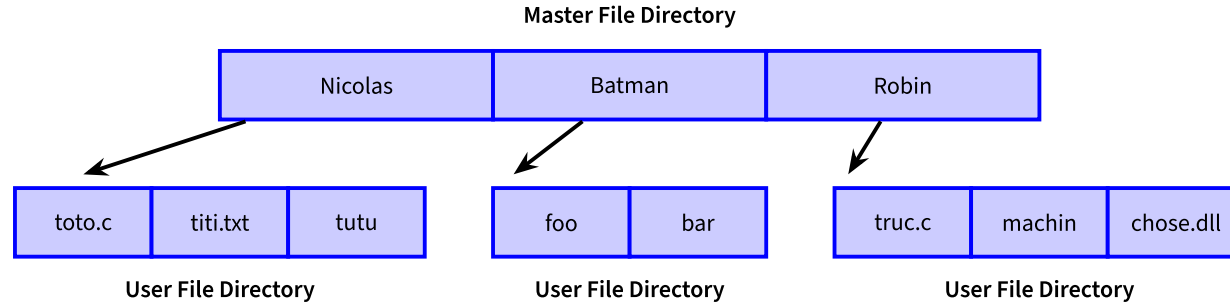 Master File Directory
Nicolas Batman Robin
toto.c titi.txt tutu foo bar truc.c machin chose.dll
User File Directory User File Directory User File Directory